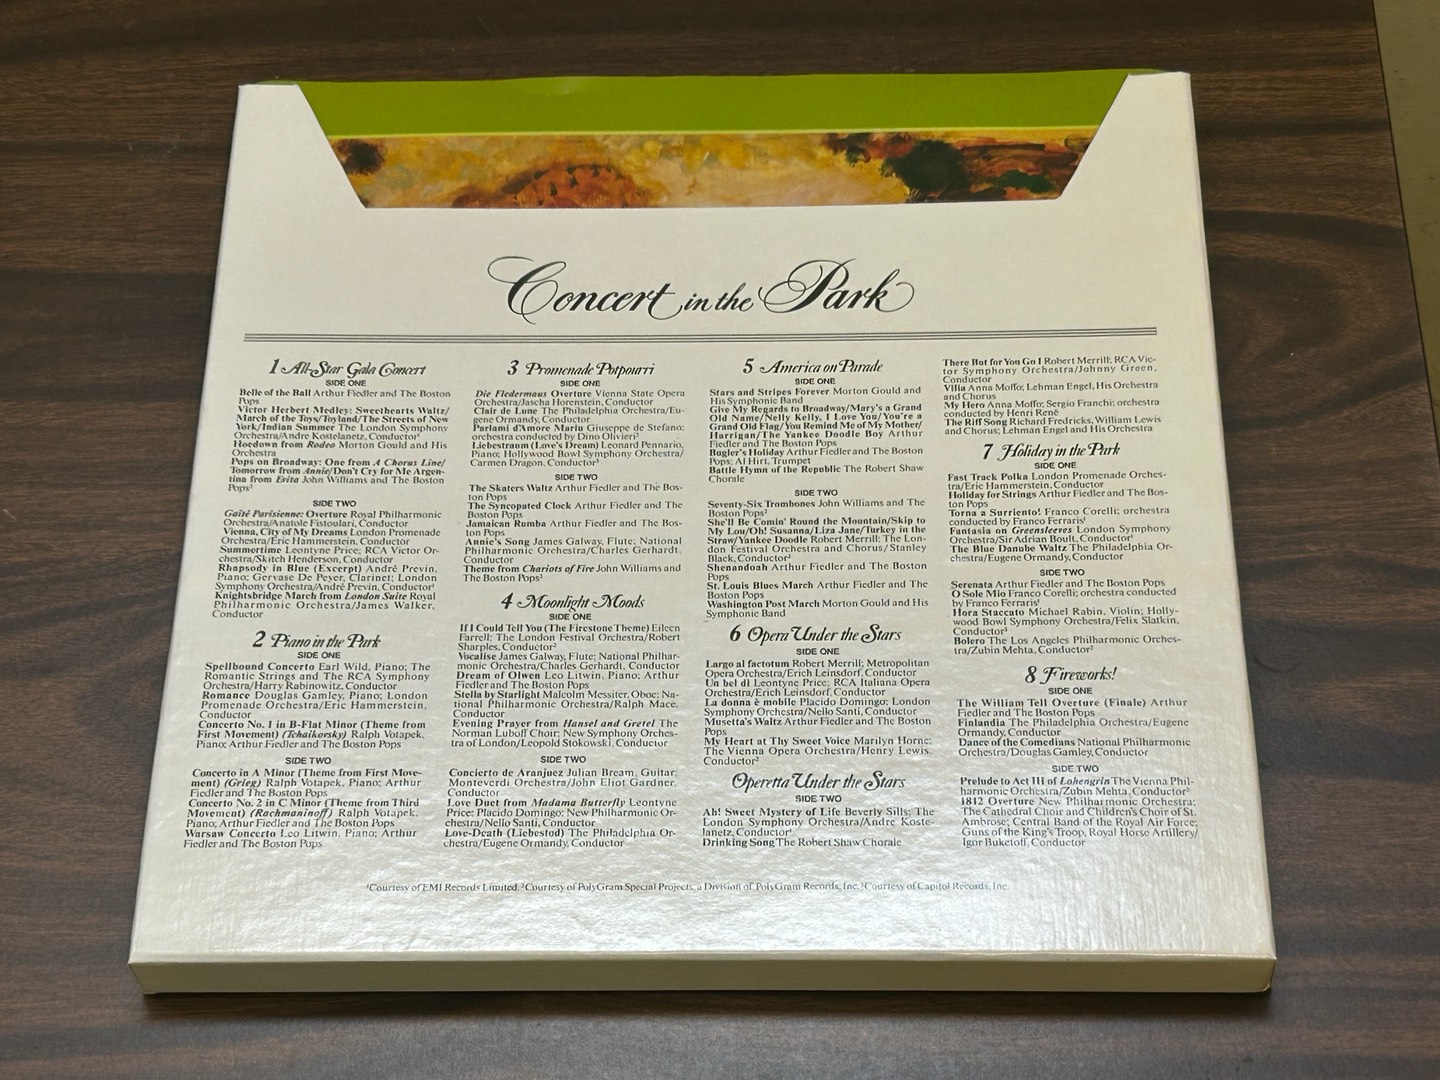 Concert in the Park
1 All-Star Gala Concert
SIDE ONE
Belle of the Ball Arthur Fiedler and The Boston
Pops
Victor Herbert Medley: Sweethearts Waltz/
March of the Toys/Toyland/The Streets of New
York/Indian Summer The London Symphony
Orchestra/Andre Kostelanetz, Conductor¹
Hoedown from Rodeo Morton Gould and His
Orchestra
Pops on Broadway: One from A Chorus Line/
Tomorrow from Annie/Don't Cry for Me Argen-
tina from Evita John Williams and The Boston
Pops²
SIDE TWO
Gaîté Parisienne: Overture Royal Philharmonic
Orchestra/Anatole Fistoulari, Conductor
Vienna, City of My Dreams London Promenade
Orchestra/Eric Hammerstein, Conductor
Summertime Leontyne Price; RCA Victor Or-
chestra/Skitch Henderson, Conductor
Rhapsody in Blue (Excerpt) André Previn,
Piano; Gervase De Peyer, Clarinet; London
Symphony Orchestra/André Previn, Conductor¹
Knightsbridge March from London Suite Royal
Philharmonic Orchestra/James Walker,
Conductor
2 Piano in the Park
SIDE ONE
Spellbound Concerto Earl Wild, Piano; The
Romantic Strings and The RCA Symphony
Orchestra/Harry Rabinowitz, Conductor
Romance Douglas Gamley, Piano; London
Promenade Orchestra/Eric Hammerstein,
Conductor
Concerto No. 1 in B-Flat Minor (Theme from
First Movement) (Tchaikovsky) Ralph Votapek,
Piano; Arthur Fiedler and The Boston Pops
SIDE TWO
Concerto in A Minor (Theme from First Move-
ment) (Grieg) Ralph Votapek, Piano; Arthur
Fiedler and The Boston Pops
Concerto No. 2 in C Minor (Theme from Third
Movement) (Rachmaninoff) Ralph Votapek,
Piano; Arthur Fiedler and The Boston Pops
Warsaw Concerto Leo Litwin, Piano; Arthur
Fiedler and The Boston Pops
3 Promenade Potpourri
SIDE ONE
Die Fledermaus Overture Vienna State Opera
Orchestra/Jascha Horenstein, Conductor
Clair de Lune The Philadelphia Orchestra/Eu-
gene Ormandy, Conductor
Parlami d'Amore Mariu Giuseppe de Stefano;
orchestra conducted by Dino Olivieri³
Liebestraum (Love's Dream) Leonard Pennario,
Piano; Hollywood Bowl Symphony Orchestra/
Carmen Dragon, Conductor³
SIDE TWO
The Skaters Waltz Arthur Fiedler and The Bos-
ton Pops
The Syncopated Clock Arthur Fiedler and The
Boston Pops
Jamaican Rumba Arthur Fiedler and The Bos-
ton Pops
Annie's Song James Galway, Flute; National
Philharmonic Orchestra/Charles Gerhardt,
Conductor
Theme from Chariots of Fire John Williams and
The Boston Pops²
4 Moonlight Moods
SIDE ONE
If I Could Tell You (The Firestone Theme) Eileen
Farrell; The London Festival Orchestra/Robert
Sharples, Conductor²
Vocalise James Galway, Flute; National Philhar-
monic Orchestra/Charles Gerhardt, Conductor
Dream of Olwen Leo Litwin, Piano; Arthur
Fiedler and The Boston Pops
Stella by Starlight Malcolm Messiter, Oboe; Na-
tional Philharmonic Orchestra/Ralph Mace,
Conductor
Evening Prayer from Hansel and Gretel The
Norman Luboff Choir; New Symphony Orches-
tra of London/Leopold Stokowski, Conductor
SIDE TWO
Concierto de Aranjuez Julian Bream, Guitar;
Monteverdi Orchestra/John Eliot Gardner,
Conductor
Love Duet from Madama Butterfly Leontyne
Price; Placido Domingo; New Philharmonic Or-
chestra/Nello Santi, Conductor
Love-Death (Liebestod) The Philadelphia Or-
chestra/Eugene Ormandy, Conductor
5 America on Parade
SIDE ONE
Stars and Stripes Forever Morton Gould and
His Symphonic Band
Give My Regards to Broadway/Mary's a Grand
Old Name/Nelly Kelly, I Love You/You're a
Grand Old Flag/You Remind Me of My Mother/
Harrigan/The Yankee Doodle Boy Arthur
Fiedler and The Boston Pops
Bugler's Holiday Arthur Fiedler and The Boston
Pops; Al Hirt, Trumpet
Battle Hymn of the Republic The Robert Shaw
Chorale
SIDE TWO
Seventy-Six Trombones John Williams and The
Boston Pops²
She'll Be Comin' Round the Mountain/Skip to
My Lou/Oh! Susanna/Liza Jane/Turkey in the
Straw/Yankee Doodle Robert Merrill; The Lon-
don Festival Orchestra and Chorus/Stanley
Black, Conductor²
Shenandoah Arthur Fiedler and The Boston
Pops
St. Louis Blues March Arthur Fiedler and The
Boston Pops
Washington Post March Morton Gould and His
Symphonic Band
6 Opera Under the Stars
SIDE ONE
Largo al factotum Robert Merrill; Metropolitan
Opera Orchestra/Erich Leinsdorf, Conductor
Un bel di Leontyne Price; RCA Italiana Opera
Orchestra/Erich Leinsdorf, Conductor
La donna è mobile Placido Domingo; London
Symphony Orchestra/Nello Santi, Conductor
Musetta's Waltz Arthur Fiedler and The Boston
Pops
My Heart at Thy Sweet Voice Marilyn Horne;
The Vienna Opera Orchestra/Henry Lewis,
Conductor²
Operetta Under the Stars
SIDE TWO
Ah! Sweet Mystery of Life Beverly Sills; The
London Symphony Orchestra/Andre Koste-
lanetz, Conductor¹
Drinking Song The Robert Shaw Chorale
There But for You Go I Robert Merrill; RCA Vic-
tor Symphony Orchestra/Johnny Green,
Conductor
Vilia Anna Moffo; Lehman Engel, His Orchestra
and Chorus
My Hero Anna Moffo; Sergio Franchi; orchestra
conducted by Henri René
The Riff Song Richard Fredricks, William Lewis
and Chorus; Lehman Engel and His Orchestra
7 Holiday in the Park
SIDE ONE
Fast Track Polka London Promenade Orches-
tra/Eric Hammerstein, Conductor
Holiday for Strings Arthur Fiedler and The Bos-
ton Pops
Torna a Surriento! Franco Corelli; orchestra
conducted by Franco Ferraris¹
Fantasia on Greensleeves London Symphony
Orchestra/Sir Adrian Boult, Conductor¹
The Blue Danube Waltz The Philadelphia Or-
chestra/Eugene Ormandy, Conductor
SIDE TWO
Serenata Arthur Fiedler and The Boston Pops
O Sole Mio Franco Corelli; orchestra conducted
by Franco Ferraris¹
Hora Staccato Michael Rabin, Violin; Holly-
wood Bowl Symphony Orchestra/Felix Slatkin,
Conductor³
Bolero The Los Angeles Philharmonic Orches-
tra/Zubin Mehta, Conductor²
8 Fireworks!
SIDE ONE
The William Tell Overture (Finale) Arthur
Fiedler and The Boston Pops
Finlandia The Philadelphia Orchestra/Eugene
Ormandy, Conductor
Dance of the Comedians National Philharmonic
Orchestra/Douglas Gamley, Conductor
SIDE TWO
Prelude to Act III of Lohengrin The Vienna Phil-
harmonic Orchestra/Zubin Mehta, Conductor²
1812 Overture New Philharmonic Orchestra;
The Cathedral Choir and Children's Choir of St.
Ambrose; Central Band of the Royal Air Force;
Guns of the King's Troop, Royal Horse Artillery/
Igor Buketoff, Conductor
¹Courtesy of EMI Records Limited. ²Courtesy of PolyGram Special Projects, a Division of PolyGram Records, Inc. ³Courtesy of Capitol Records, Inc.